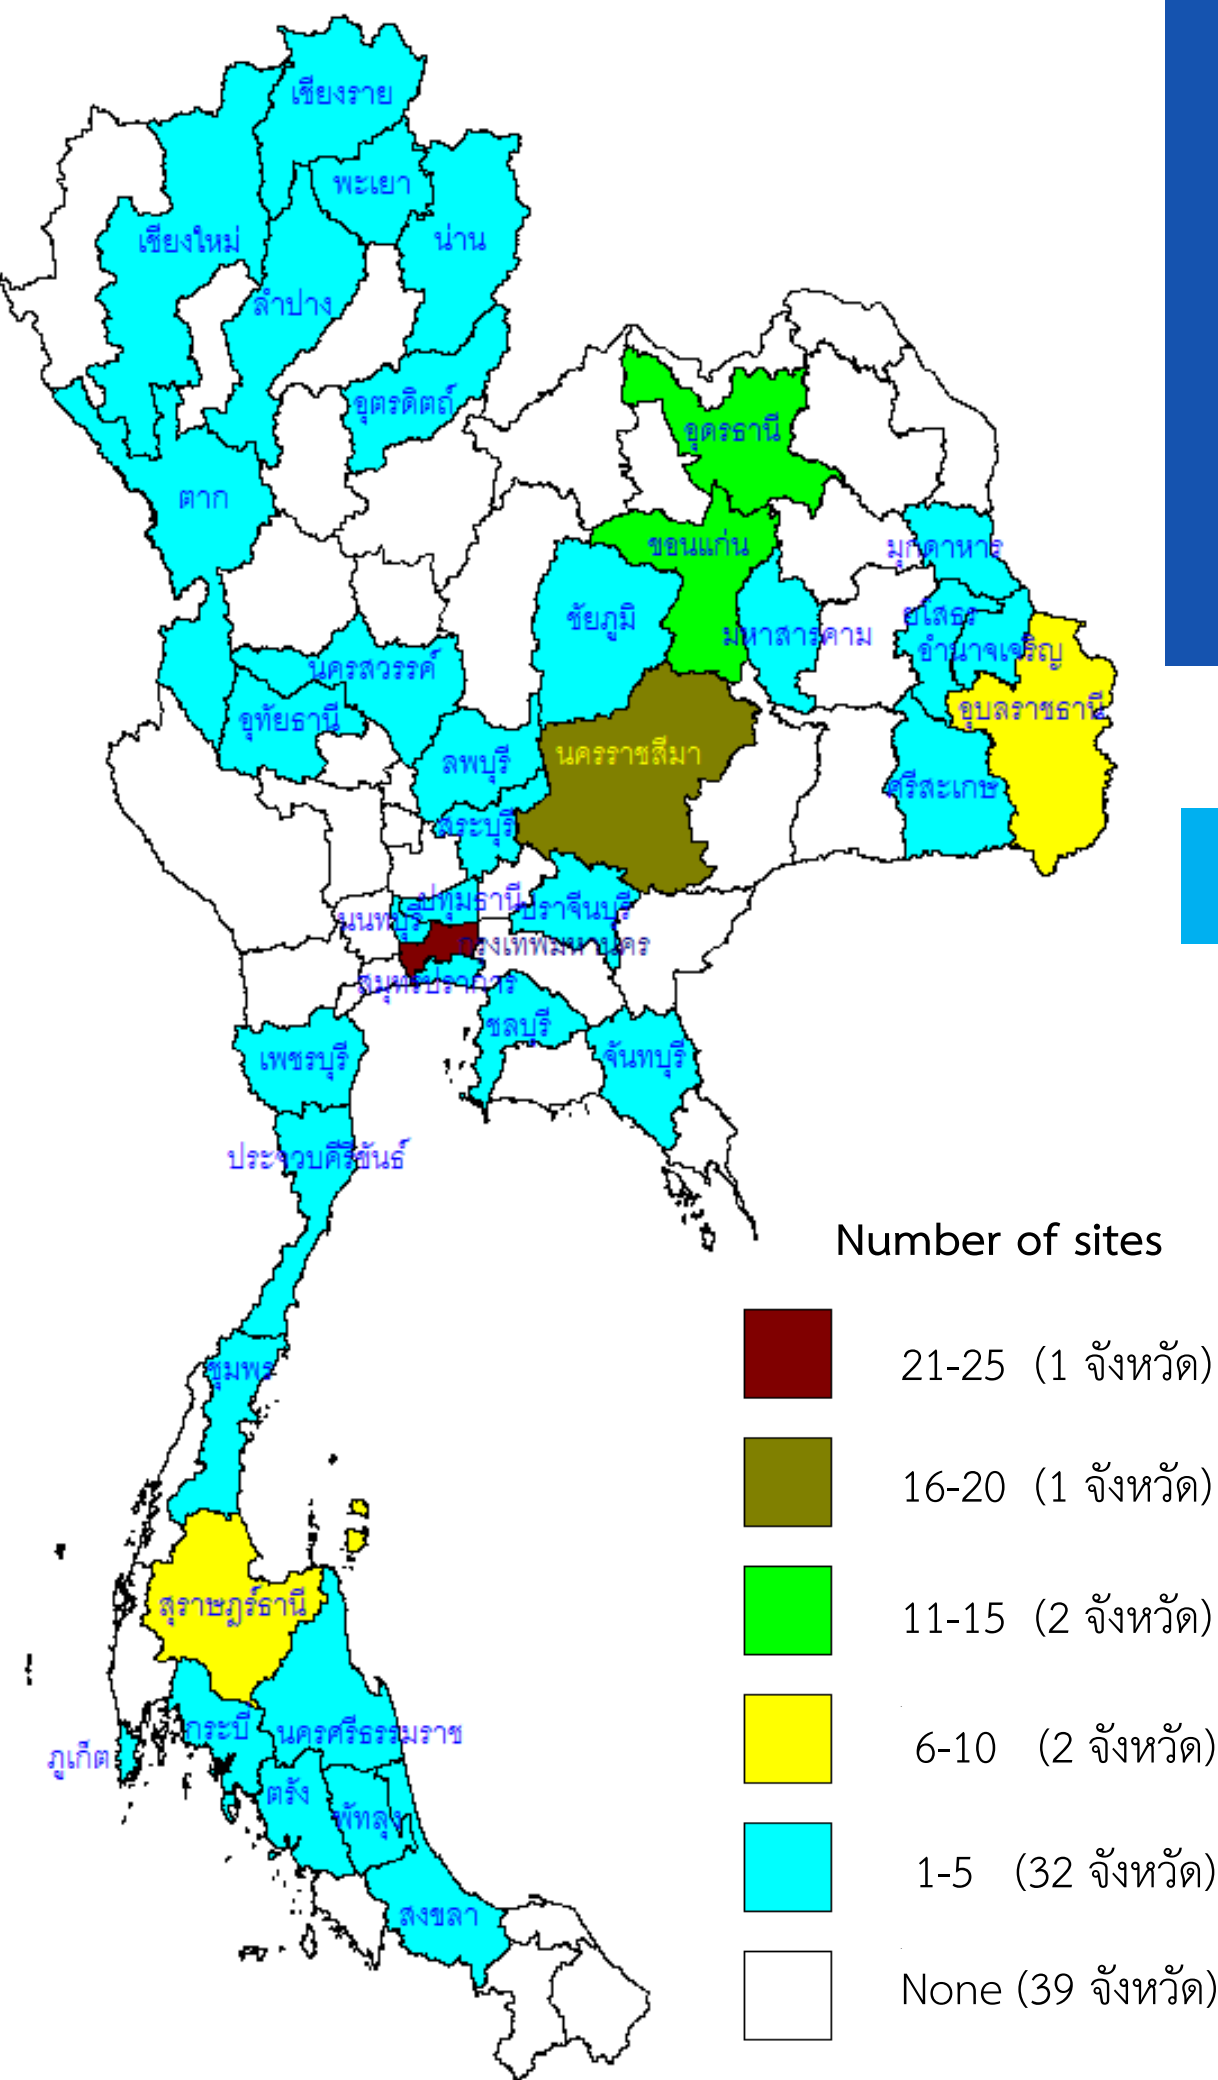 เชียงราย
พะเยา
เชียงใหม่
น่าน
ลำปาง
อุตรดิตถ์
อุดรธานี
ตาก
ขอนแก่น
มุกดาหาร
ชัยภูมิ
ยโสธร
มหาสารคาม
อำนาจเจริญ
นครสวรรค์
อุบลราชธานี
อุทัยธานี
นครราชสีมา
ลพบุรี
ศรีสะเกษ
สระบุรี
ปทุมธานี
ปราจีนบุรี
นนทบุรี
กรุงเทพมหานคร
สมุทรปราการ
ชลบุรี
เพชรบุรี
จันทบุรี
ประจวบคีรีขันธ์
Number of sites
21-25 (1 จังหวัด)
ชุมพร
16-20 (1 จังหวัด)
สุราษฎร์ธานี
11-15 (2 จังหวัด)
กระบี่
นครศรีธรรมราช
6-10 (2 จังหวัด)
ภูเก็ต
ตรัง
พัทลุง
1-5 (32 จังหวัด)
สงขลา
None (39 จังหวัด)